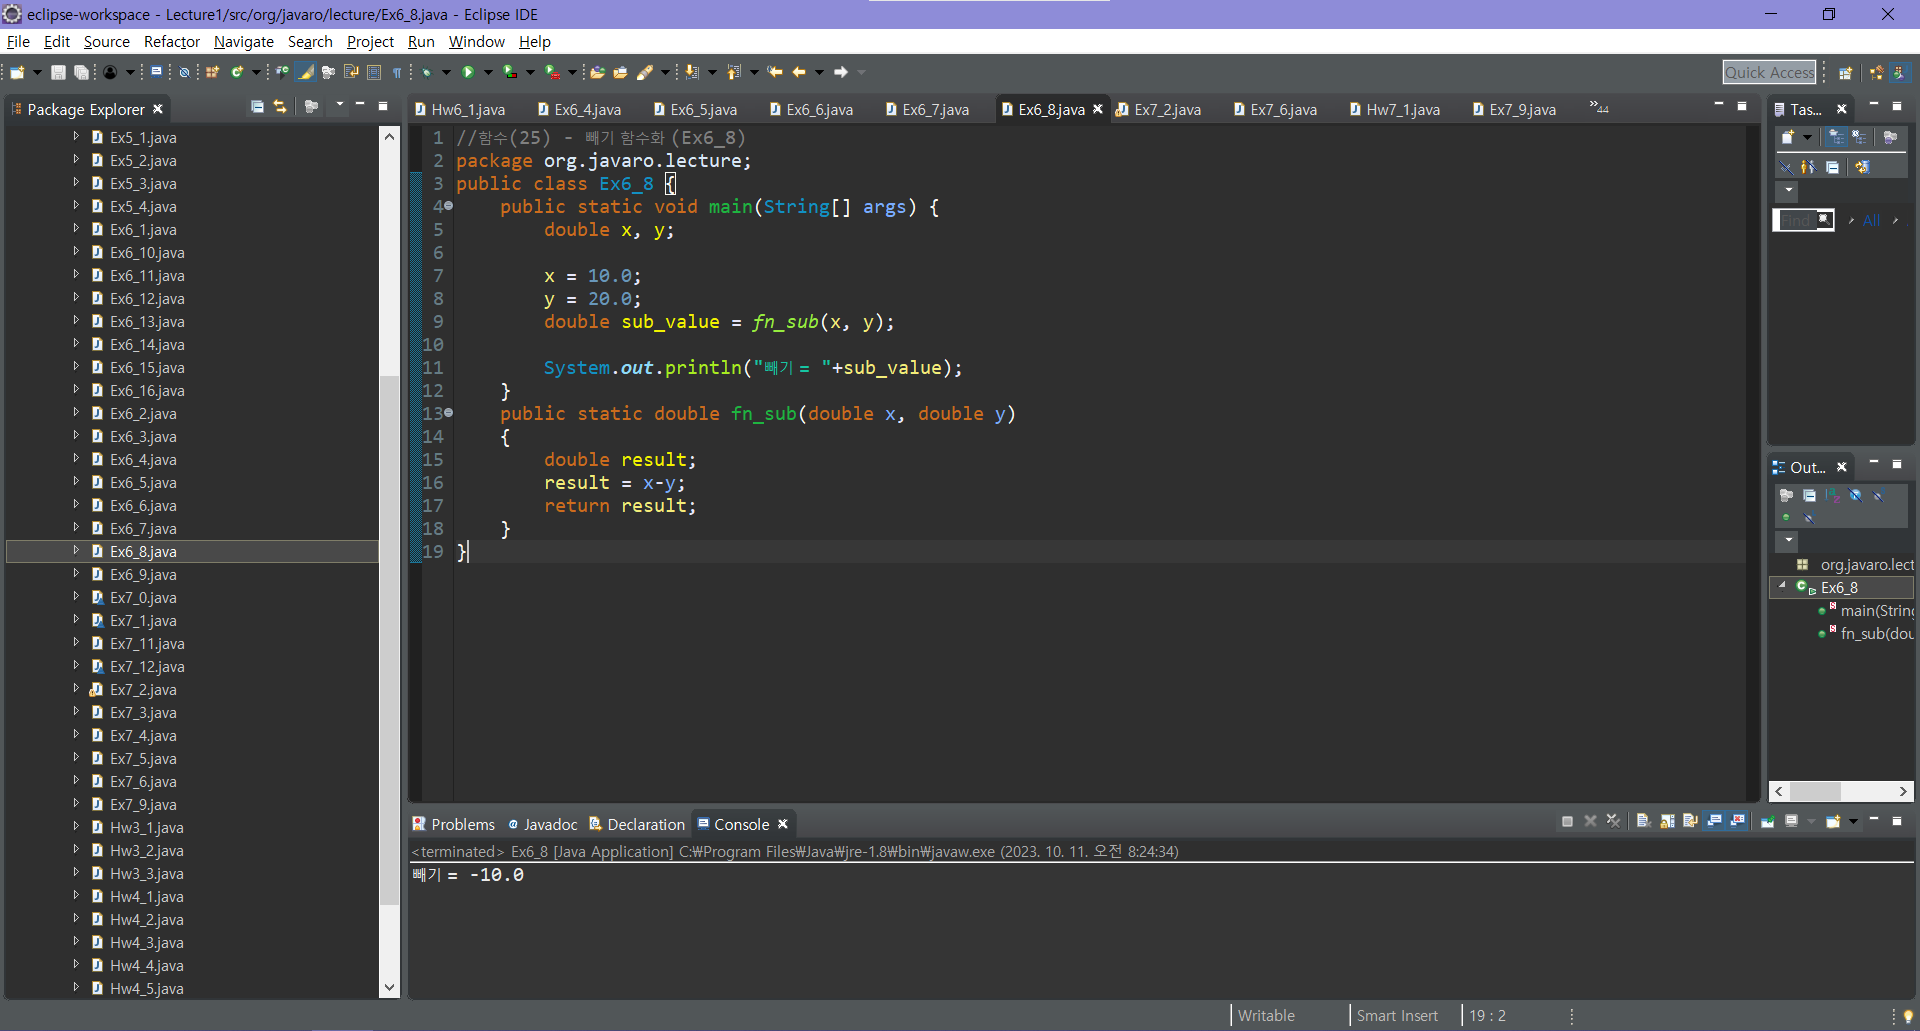 eclipse-workspace - Lecture1/src/org/javaro/lecture/Ex6_8.java - Eclipse IDE
File Edit Source Refactor Navigate Search Project Run Window Help
Quick Access
Package Explorer
Ex5_1.java
Ex5_2.java
Ex5_3.java
Ex5_4.java
Ex6_1.java
Ex6_10.java
Ex6_11.java
Ex6_12.java
Ex6_13.java
Ex6_14.java
Ex6_15.java
Ex6_16.java
Ex6_2.java
Ex6_3.java
Ex6_4.java
Ex6_5.java
Ex6_6.java
Ex6_7.java
Ex6_8.java
Ex6_9.java
Ex7_0.java
Ex7_1.java
Ex7_11.java
Ex7_12.java
Ex7_2.java
Ex7_3.java
Ex7_4.java
Ex7_5.java
Ex7_6.java
Ex7_9.java
Hw3_1.java
Hw3_2.java
Hw3_3.java
Hw4_1.java
Hw4_2.java
Hw4_3.java
Hw4_4.java
Hw4_5.java
Hw6_1.java Ex6_4.java Ex6_5.java Ex6_6.java Ex6_7.java Ex6_8.java Ex7_2.java Ex7_6.java Hw7_1.java Ex7_9.java »44
1 //함수(25) - 빼기 함수화(Ex6_8)
2 package org.javaro.lecture;
3 public class Ex6_8 {
4 public static void main(String[] args) {
5 double x, y;
6
7 x = 10.0;
8 y = 20.0;
9 double sub_value = fn_sub(x, y);
10
11 System.out.println("빼기= "+sub_value);
12 }
13 public static double fn_sub(double x, double y)
14 {
15 double result;
16 result = x-y;
17 return result;
18 }
19 }
Tas...
Find All
Out...
org.javaro.lect
Ex6_8
main(String
fn_sub(dou
Problems @ Javadoc Declaration Console
<terminated> Ex6_8 [Java Application] C:₩Program Files₩Java₩jre-1.8₩bin₩javaw.exe (2023. 10. 11. 오전 8:24:34)
빼기= -10.0
Writable Smart Insert 19 : 2